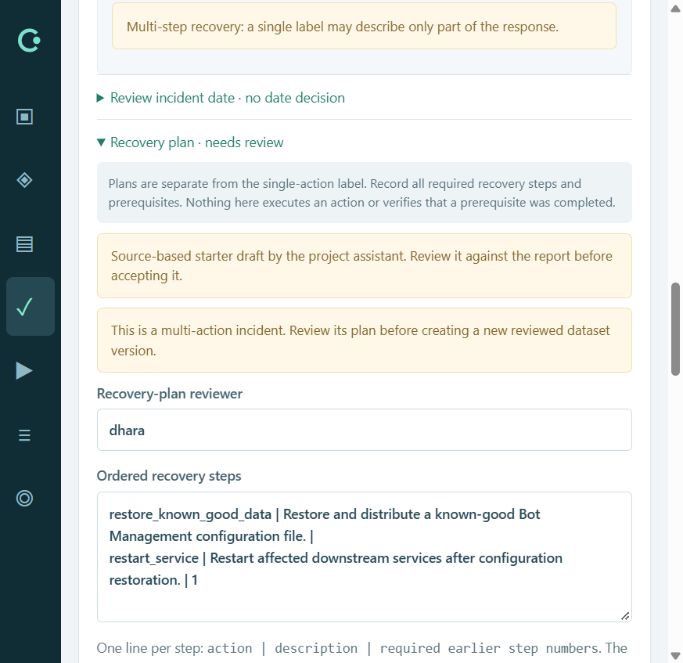 Multi-step recovery: a single label may describe only part of the response.
Review incident date · no date decision
Recovery plan · needs review
Plans are separate from the single-action label. Record all required recovery steps and
prerequisites. Nothing here executes an action or verifies that a prerequisite was completed.
Source-based starter draft by the project assistant. Review it against the report before
accepting it.
This is a multi-action incident. Review its plan before creating a new reviewed dataset
version.
Recovery-plan reviewer
dhara
Ordered recovery steps
restore_known_good_data | Restore and distribute a known-good Bot
Management configuration file. |
restart_service | Restart affected downstream services after configuration
restoration. | 1
One line per step: action | description | required earlier step numbers. The